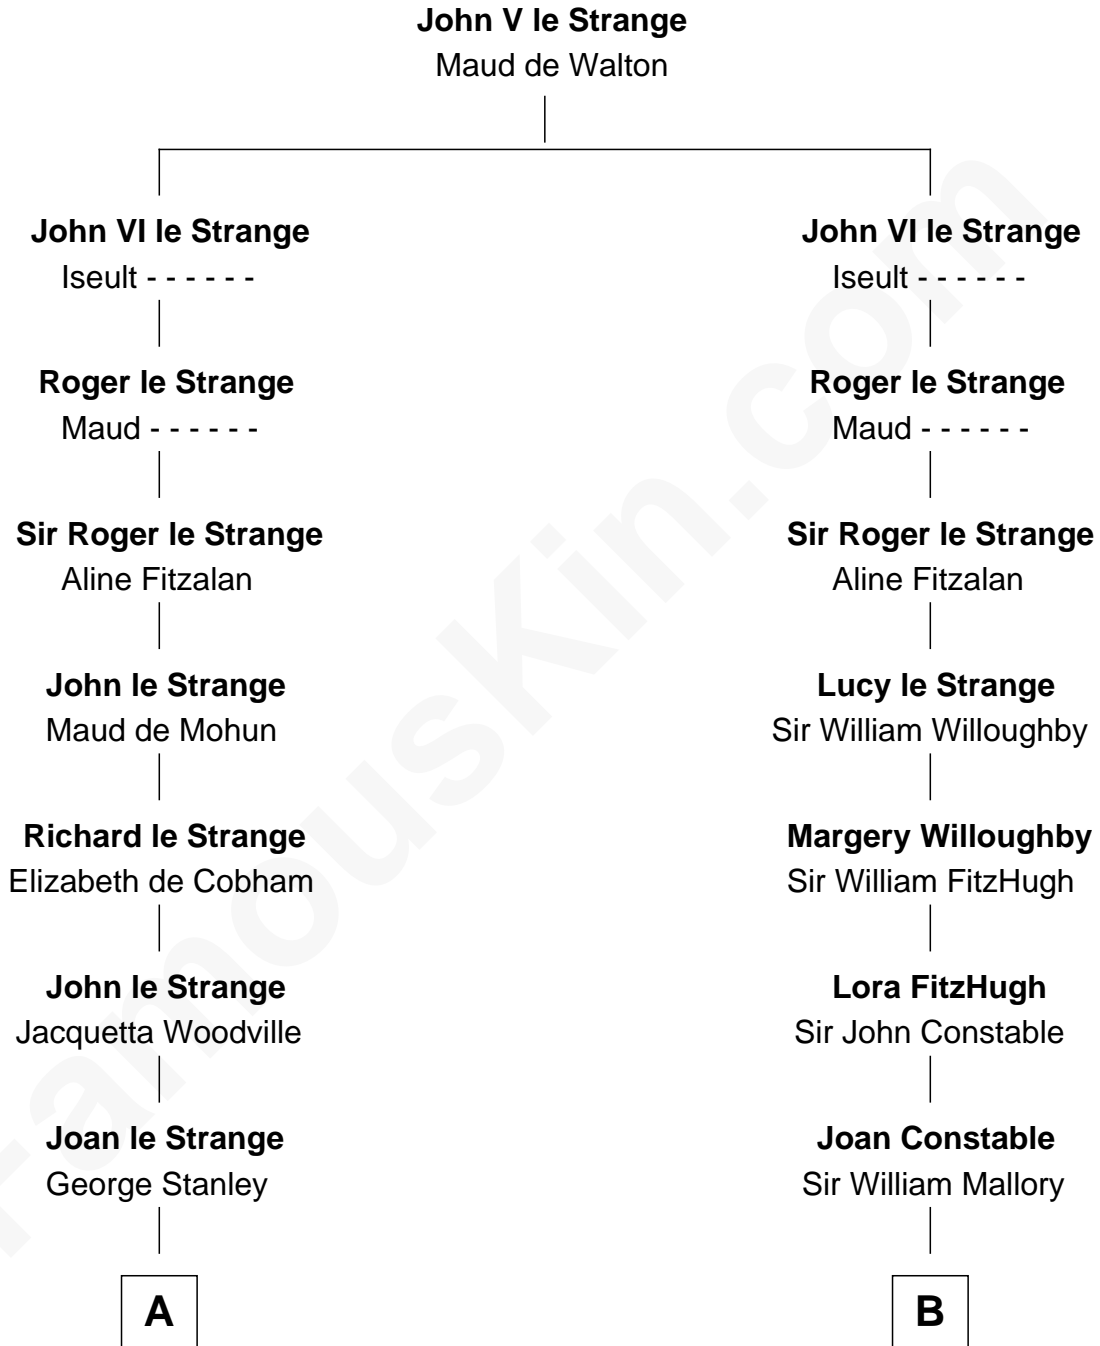 John V le Strange
Maud de Walton
John VI le Strange
Iseult - - - - - -
John VI le Strange
Iseult - - - - - -
Roger le Strange
Maud - - - - - -
Roger le Strange
Maud - - - - - -
Sir Roger le Strange
Aline Fitzalan
Sir Roger le Strange
Aline Fitzalan
John le Strange
Maud de Mohun
Lucy le Strange
Sir William Willoughby
Richard le Strange
Elizabeth de Cobham
Margery Willoughby
Sir William FitzHugh
John le Strange
Jacquetta Woodville
Lora FitzHugh
Sir John Constable
Joan le Strange
George Stanley
Joan Constable
Sir William Mallory
A
B
FamousKin.com